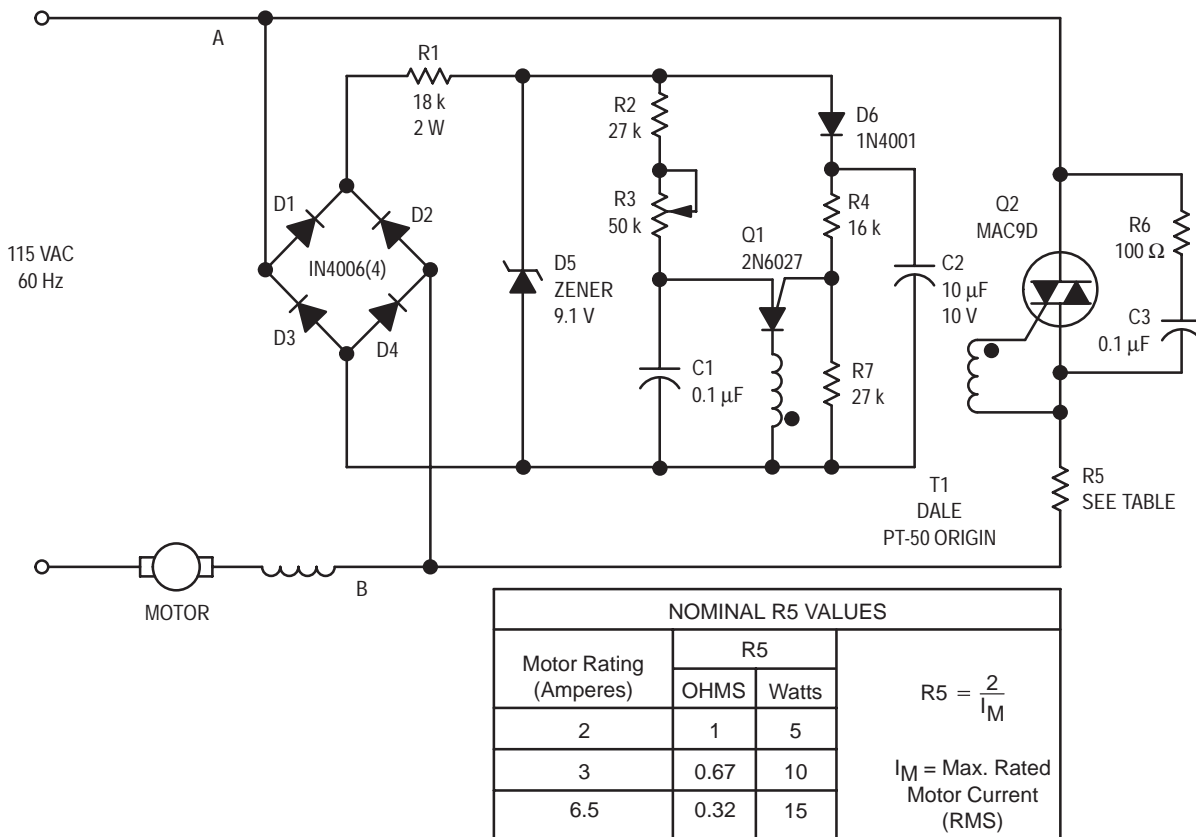 A
R1
18 k
2 W
R2
27 k
D6
1N4001
D1
D2
R3
50 k
R4
16 k
Q2
MAC9D
R6
100 Ω
115 VAC
60 Hz
IN4006(4)
D5
ZENER
9.1 V
Q1
2N6027
C2
10 μF
10 V
D3
D4
C1
0.1 μF
R7
27 k
C3
0.1 μF
T1
DALE
PT-50 ORIGIN
R5
SEE TABLE
MOTOR
B
NOMINAL R5 VALUES
Motor Rating
(Amperes)
R5
OHMS Watts
2 1 5
3 0.67 10
6.5 0.32 15
R5 = 2/IM
IM = Max. Rated
Motor Current
(RMS)